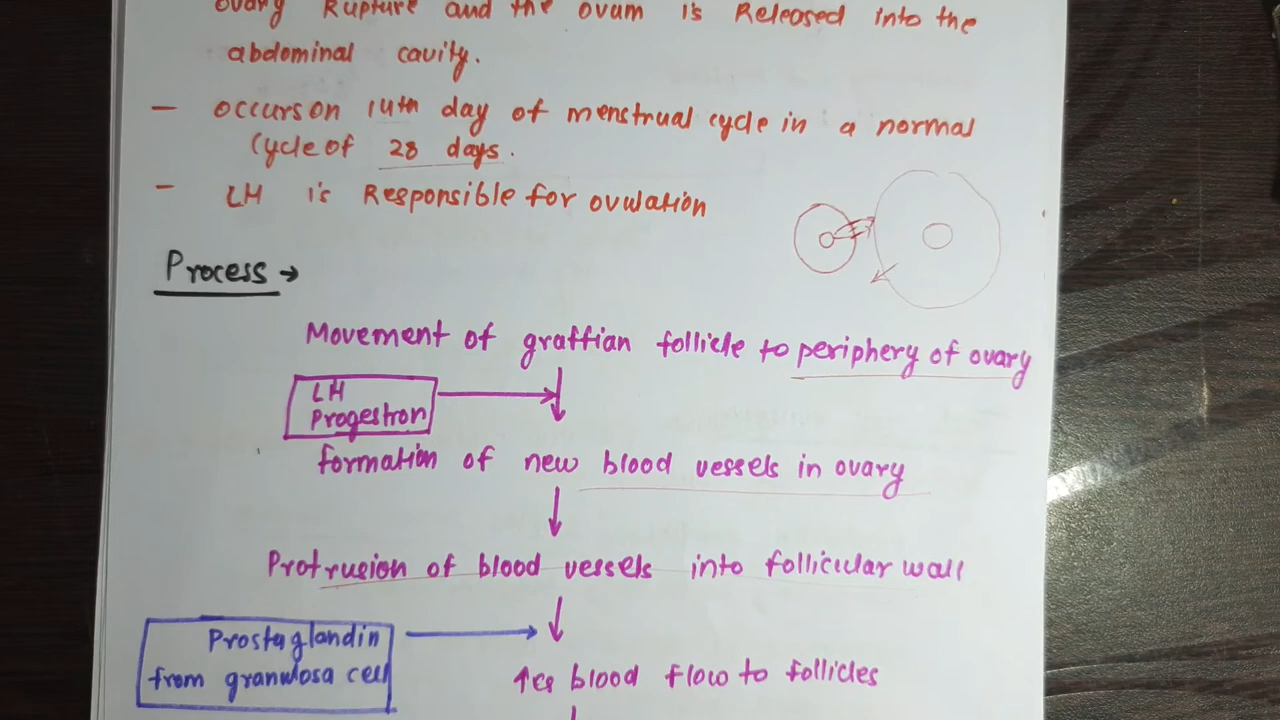 ovary Rupture and the ovum is Released into the
abdominal cavity.
— occurs on 14th day of menstrual cycle in a normal
Cycle of 28 days.
- LH is Responsible for ovulation
Process →
Movement of graffian follicle to periphery of ovary
LH
Progestron
formation of new blood vessels in ovary
Protrusion of blood vessels into follicular wall
Prostaglandin
from granulosa cell
↑es blood flow to follicles